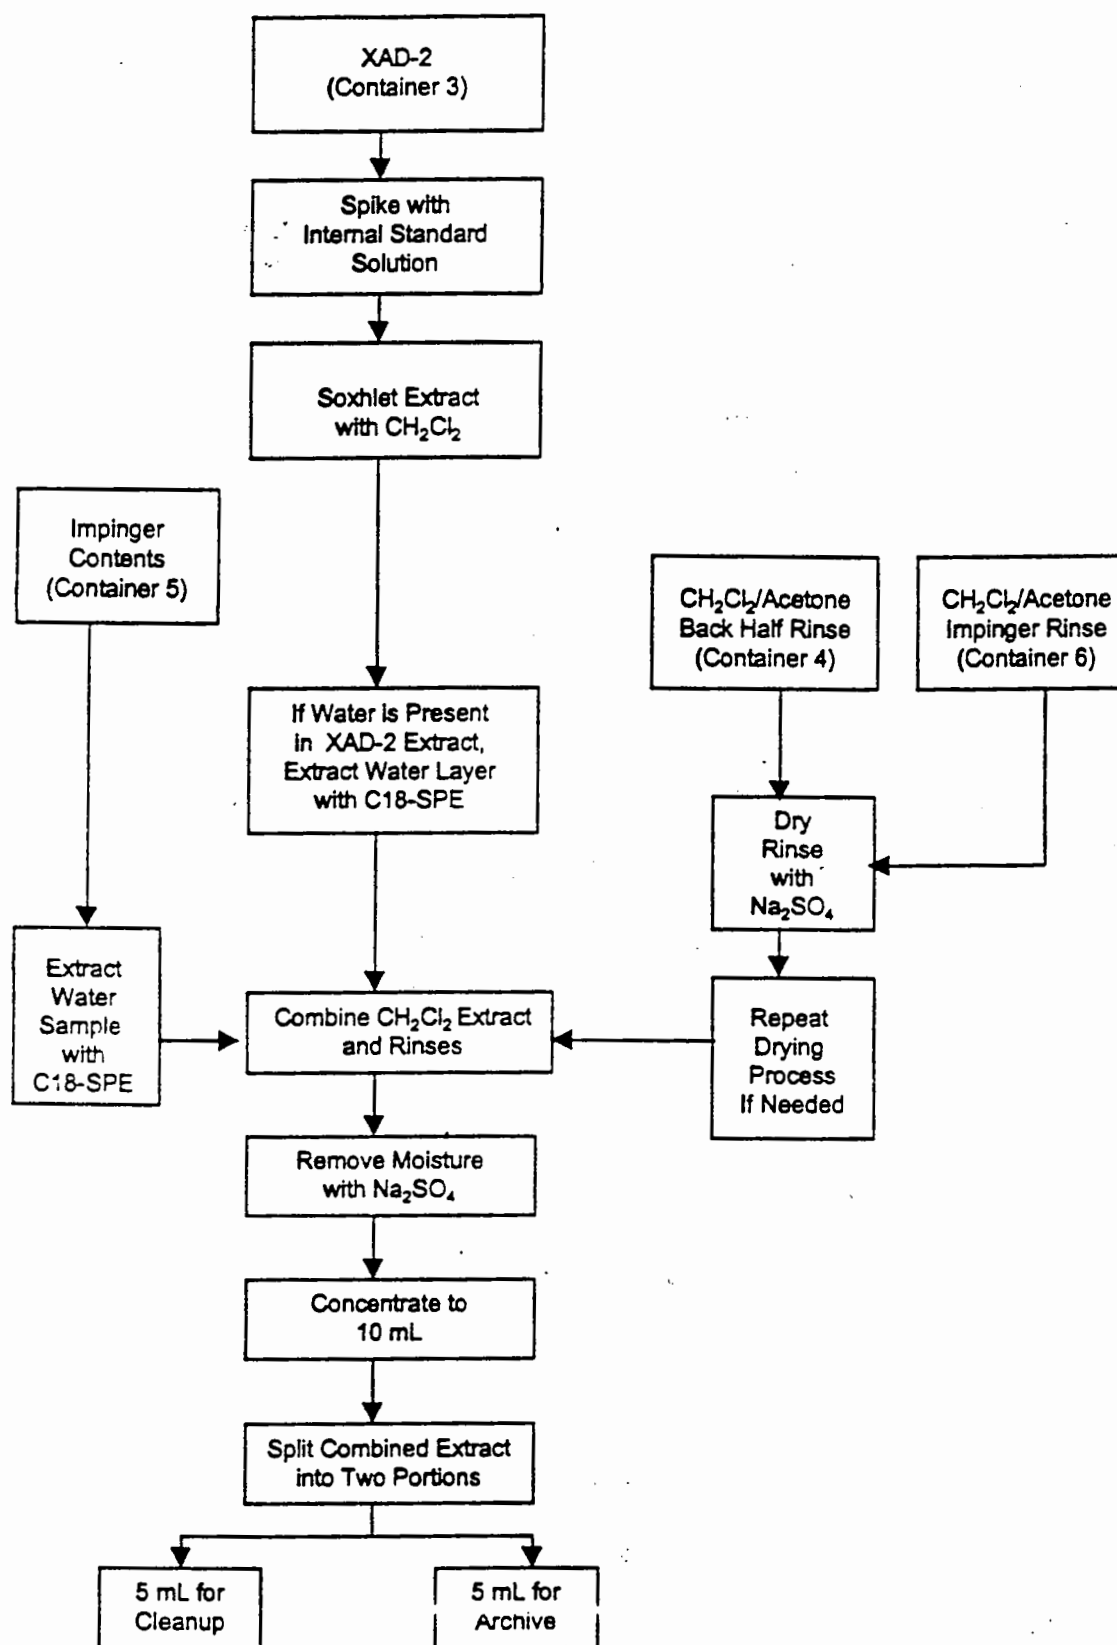 XAD-2
(Container 3)
Spike with
Internal Standard
Solution
Soxhlet Extract
with CH₂Cl₂
Impinger
Contents
(Container 5)
CH₂Cl₂/Acetone
Back Half Rinse
(Container 4)
CH₂Cl₂/Acetone
Impinger Rinse
(Container 6)
If Water is Present
in XAD-2 Extract,
Extract Water Layer
with C18-SPE
Dry
Rinse
with
Na₂SO₄
Extract
Water
Sample
with
C18-SPE
Combine CH₂Cl₂ Extract
and Rinses
Repeat
Drying
Process
If Needed
Remove Moisture
with Na₂SO₄
Concentrate to
10 mL
Split Combined Extract
into Two Portions
5 mL for
Cleanup
5 mL for
Archive